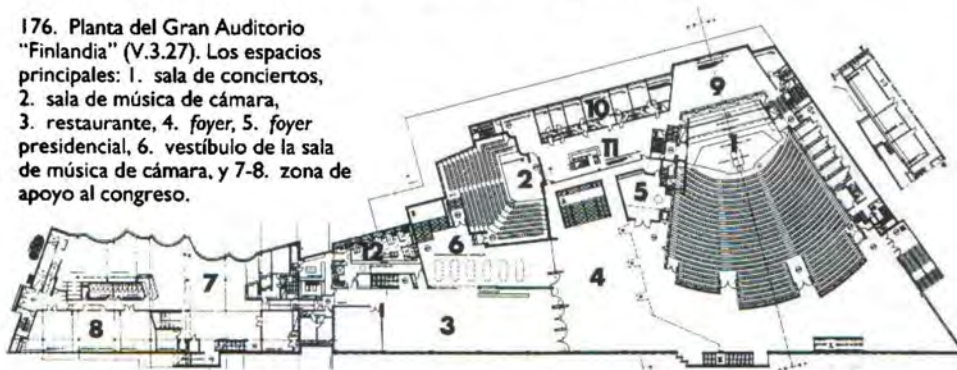 176. Planta del Gran Auditorio
"Finlandia" (V.3.27). Los espacios
principales: 1. sala de conciertos,
2. sala de música de cámara,
3. restaurante, 4. foyer, 5. foyer
presidencial, 6. vestíbulo de la sala
de música de cámara, y 7-8. zona de
apoyo al congreso.
9
10
11
1
2
5
6
12
7
4
8
3